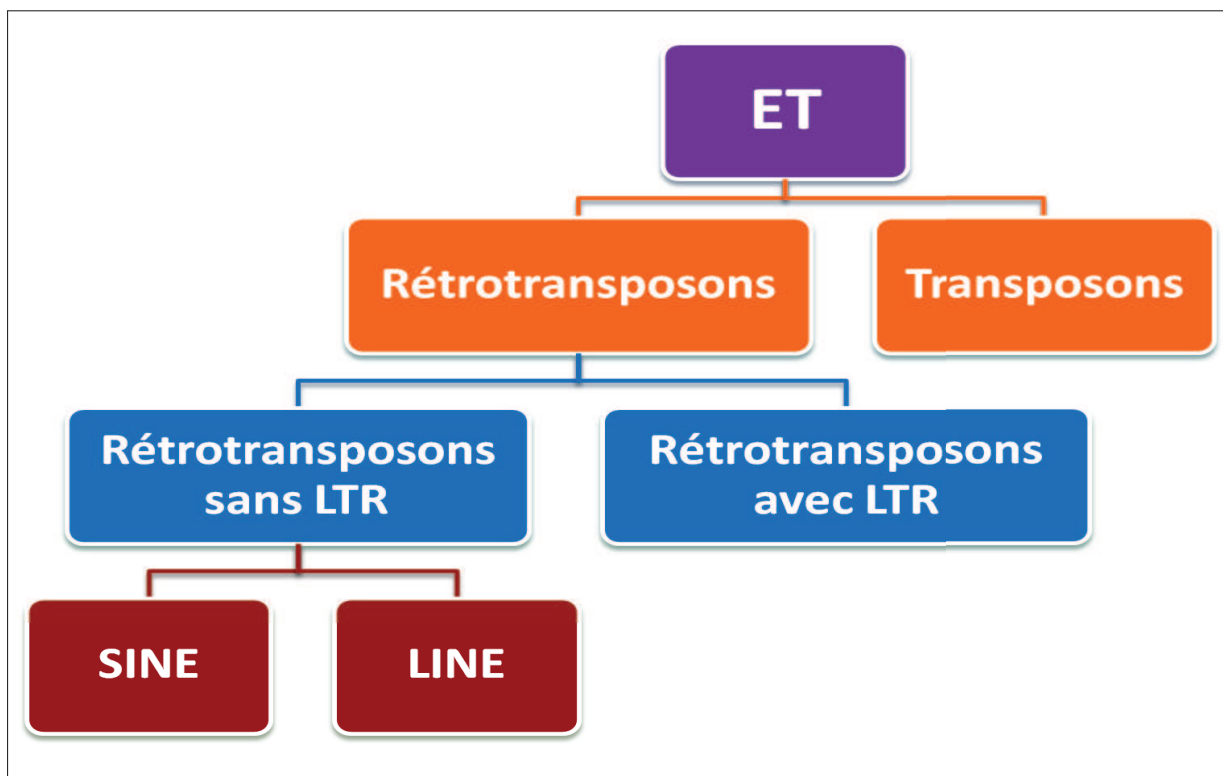 ET
Rétrotransposons
Transposons
Rétrotransposons
sans LTR
Rétrotransposons
avec LTR
SINE
LINE